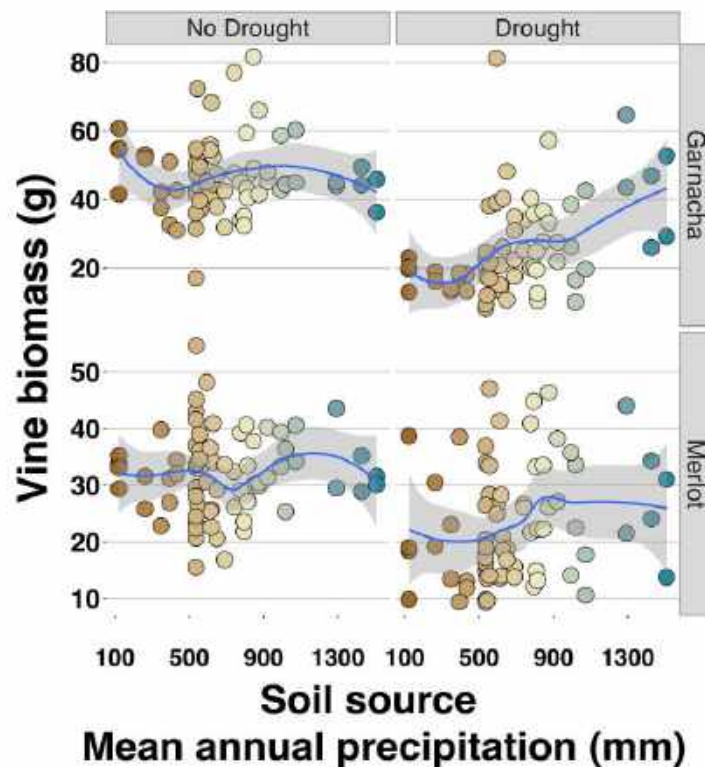 No Drought Drought
80
60
40
20
Garnacha
50
40
30
20
10
Merlot
Vine biomass (g)
100 500 900 1300 100 500 900 1300
Soil source
Mean annual precipitation (mm)